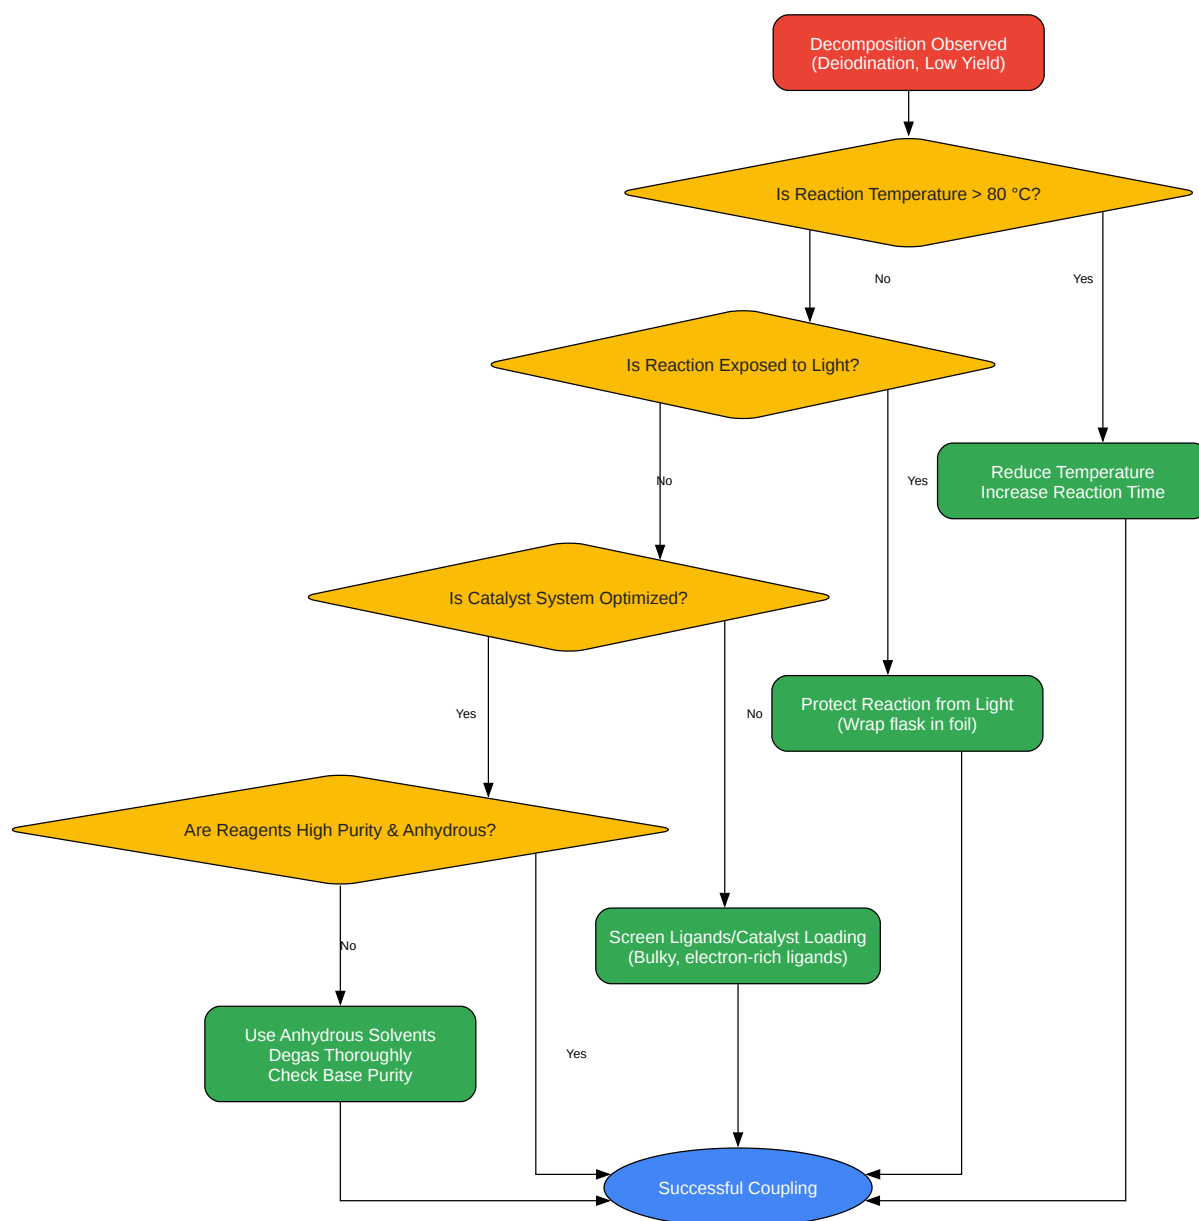 Decomposition Observed
(Deiodination, Low Yield)
Is Reaction Temperature > 80 °C?
No
Yes
Is Reaction Exposed to Light?
Reduce Temperature
Increase Reaction Time
No
Yes
Is Catalyst System Optimized?
Protect Reaction from Light
(Wrap flask in foil)
Yes
No
Are Reagents High Purity & Anhydrous?
Screen Ligands/Catalyst Loading
(Bulky, electron-rich ligands)
No
Use Anhydrous Solvents
Degas Thoroughly
Check Base Purity
Yes
Successful Coupling